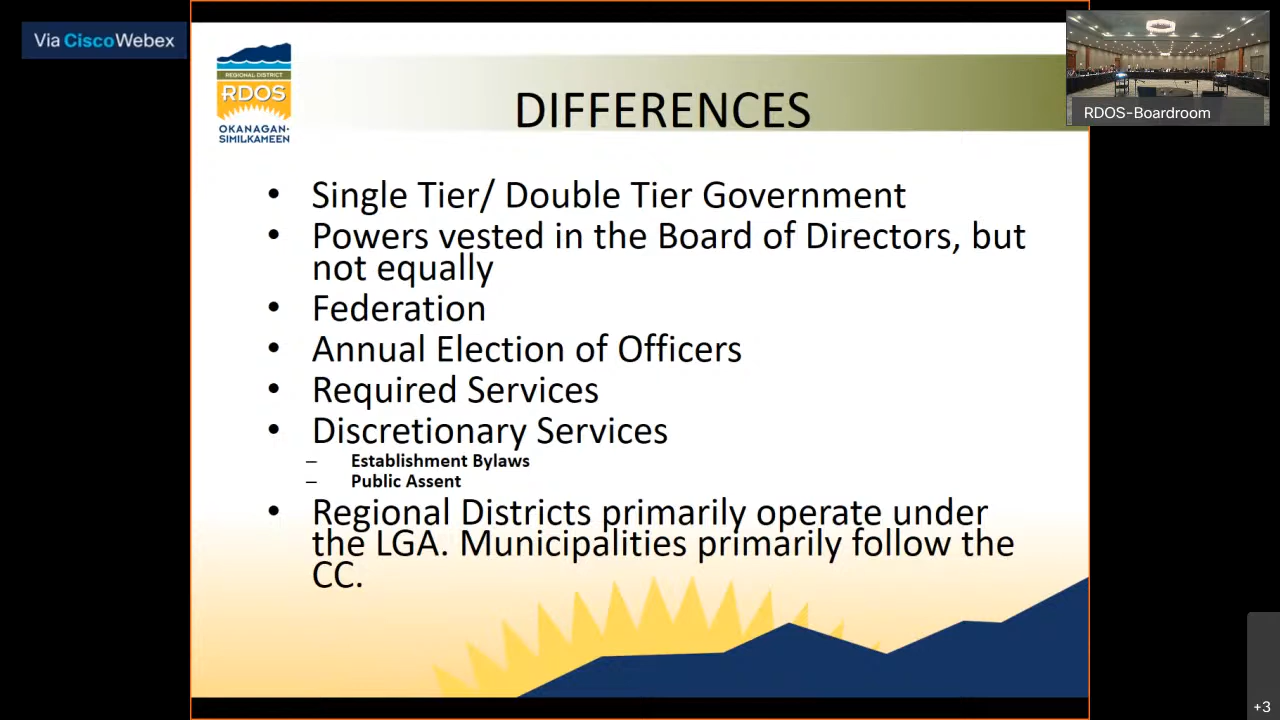 Via CiscoWebex
REGIONAL DISTRICT
RDOS
OKANAGAN-
SIMILKAMEEN
DIFFERENCES
RDOS-Boardroom
• Single Tier/ Double Tier Government
• Powers vested in the Board of Directors, but
not equally
• Federation
• Annual Election of Officers
• Required Services
• Discretionary Services
– Establishment Bylaws
– Public Assent
• Regional Districts primarily operate under
the LGA. Municipalities primarily follow the
CC.
+3